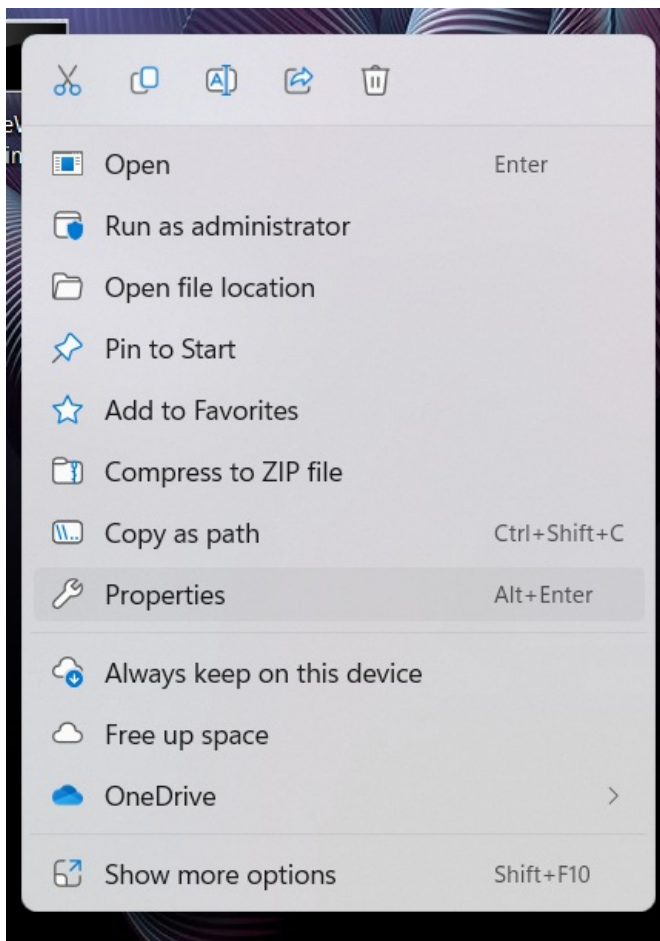 Open Enter
Run as administrator
Open file location
Pin to Start
Add to Favorites
Compress to ZIP file
Copy as path Ctrl+Shift+C
Properties Alt+Enter
Always keep on this device
Free up space
OneDrive
Show more options Shift+F10